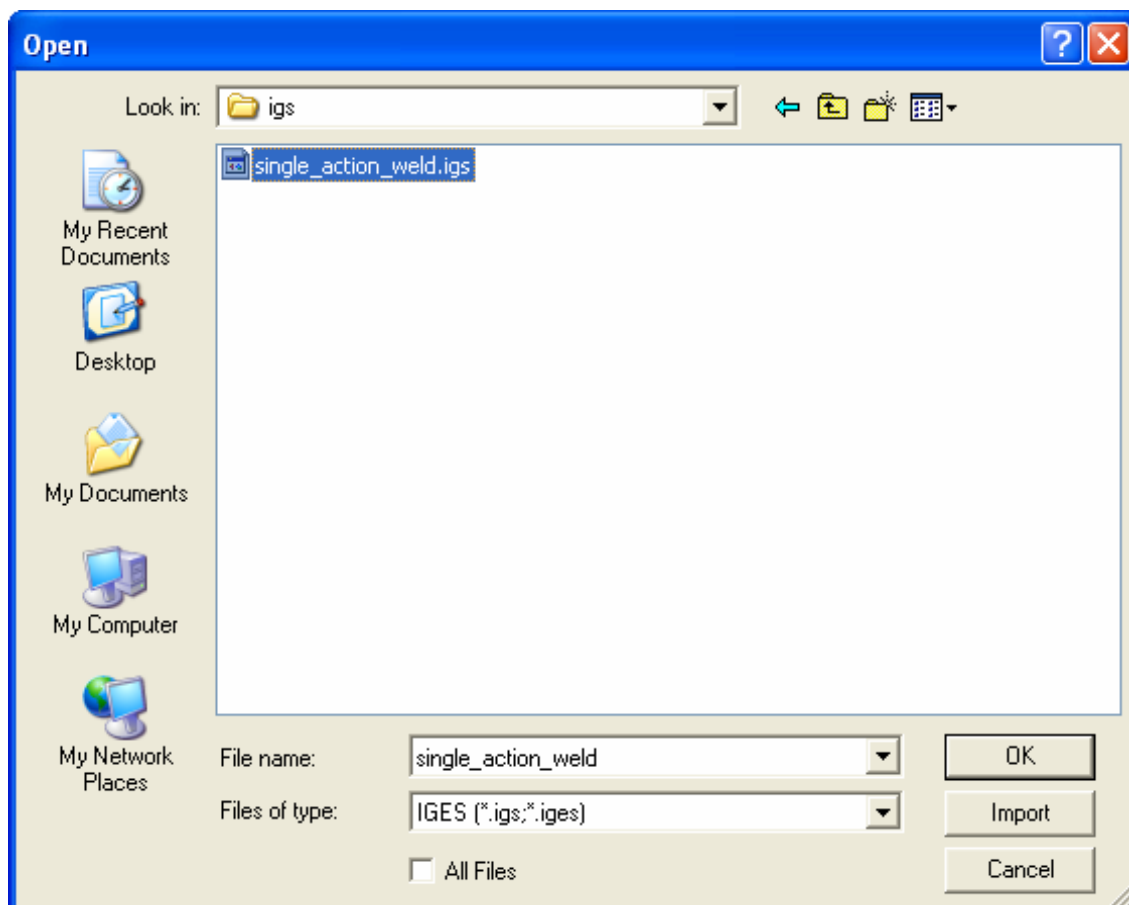 Open
Look in:
igs
single_action_weld.igs
My Recent
Documents
Desktop
My Documents
My Computer
My Network
Places
File name:
single_action_weld
OK
Files of type:
IGES (*.igs;*.iges)
Import
All Files
Cancel